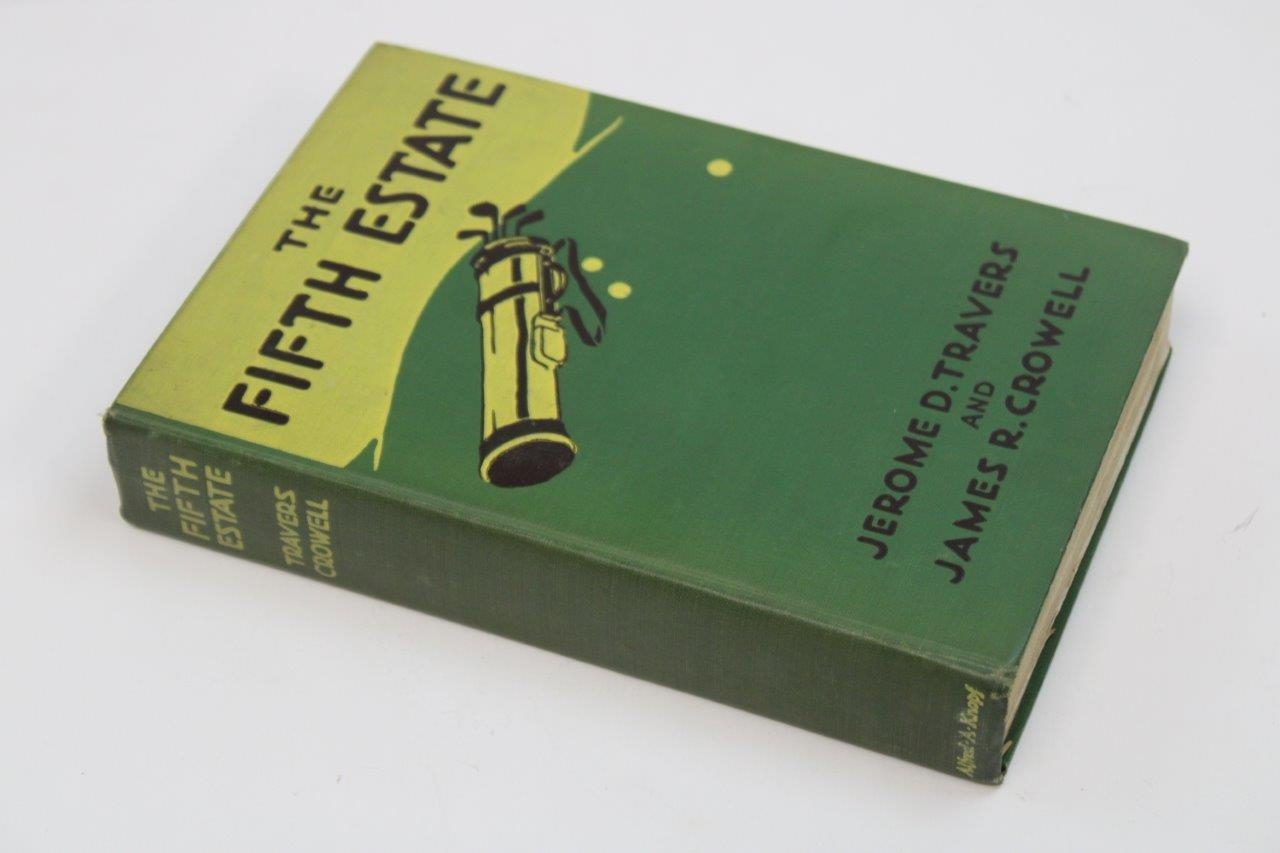 THE
FIFTH ESTATE
JEROME D. TRAVERS
AND
JAMES R. CROWELL
THE
FIFTH
ESTATE
TRAVERS
CROWELL
Alfred · A · Knopf